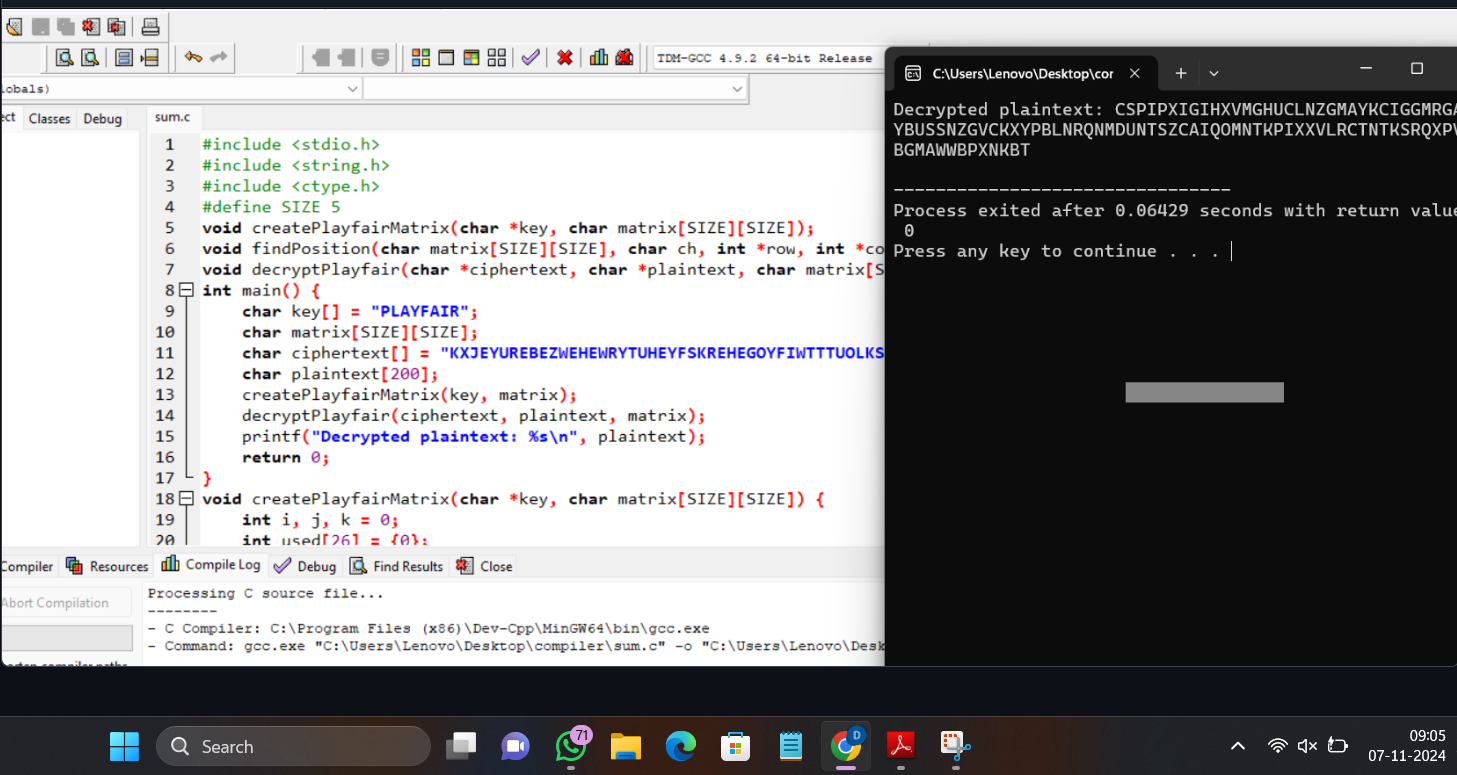 TDM-GCC 4.9.2 64-bit Release
lobals)
ect Classes Debug
sum.c
1 #include <stdio.h>
2 #include <string.h>
3 #include <ctype.h>
4 #define SIZE 5
5 void createPlayfairMatrix(char *key, char matrix[SIZE][SIZE]);
6 void findPosition(char matrix[SIZE][SIZE], char ch, int *row, int *co
7 void decryptPlayfair(char *ciphertext, char *plaintext, char matrix[S
8 int main() {
9 char key[] = "PLAYFAIR";
10 char matrix[SIZE][SIZE];
11 char ciphertext[] = "KXJEYUREBEZWEHEWRYTUHEYFSKREHEGOYFIWTTTUOLKS
12 char plaintext[200];
13 createPlayfairMatrix(key, matrix);
14 decryptPlayfair(ciphertext, plaintext, matrix);
15 printf("Decrypted plaintext: %s\n", plaintext);
16 return 0;
17 }
18 void createPlayfairMatrix(char *key, char matrix[SIZE][SIZE]) {
19 int i, j, k = 0;
20 int used[26] = {0};
Compiler Resources Compile Log Debug Find Results Close
Abort Compilation
Processing C source file...
--------
- C Compiler: C:\Program Files (x86)\Dev-Cpp\MinGW64\bin\gcc.exe
- Command: gcc.exe "C:\Users\Lenovo\Desktop\compiler\sum.c" -o "C:\Users\Lenovo\Desk
orten compiler paths
C:\Users\Lenovo\Desktop\cor
Decrypted plaintext: CSPIPXIGIHXVMGHUCLNZGMAYKCIGGMRGA
YBUSSNZGVCKXYPBLNRQNMDUNTSZCAIQOMNTKPIXXVLRCTNTKSRQXPV
BGMAWWBPXNKBT
--------------------------------
Process exited after 0.06429 seconds with return value
0
Press any key to continue . . .
Search
71
D
09:05
07-11-2024